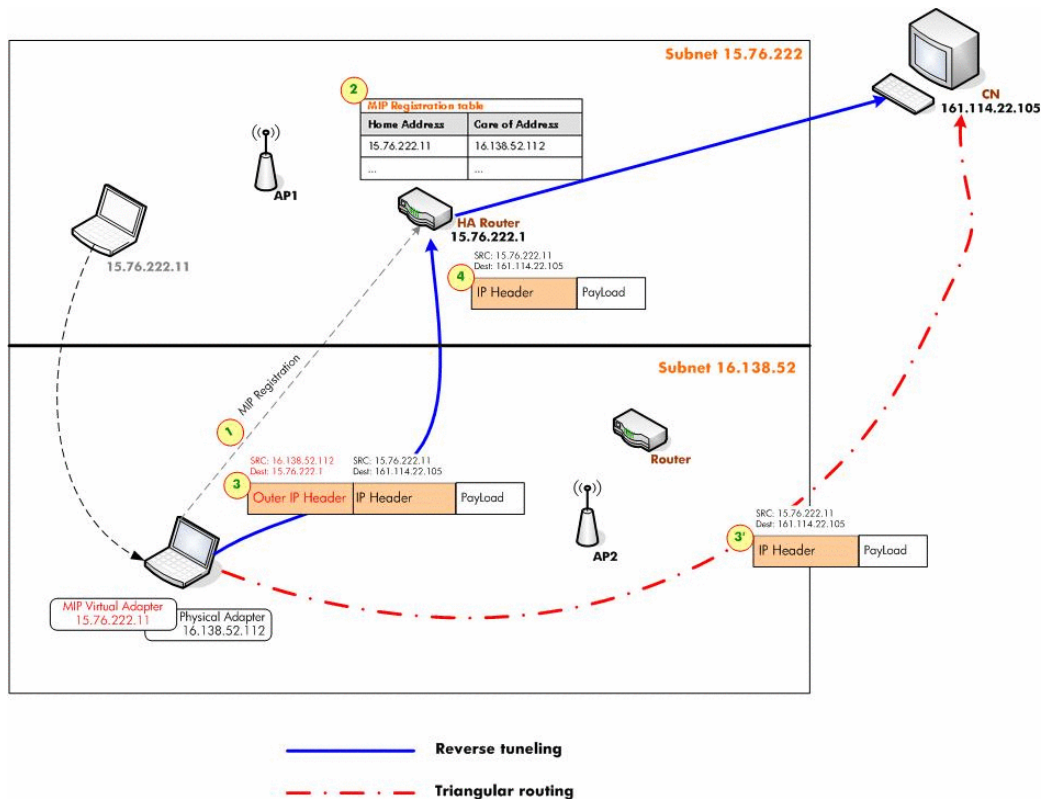 Subnet 15.76.222
CN
161.114.22.105
2
MIP Registration table
Home Address Care of Address
15.76.222.11 16.138.52.112
... ...
AP1
HA Router
15.76.222.1
15.76.222.11
SRC: 15.76.222.11
Dest: 161.114.22.105
4
IP Header PayLoad
Subnet 16.138.52
MIP Registration
1
Router
SRC: 16.138.52.112
Dest: 15.76.222.1
SRC: 15.76.222.11
Dest: 161.114.22.105
3
Outer IP Header IP Header PayLoad
AP2
SRC: 15.76.222.11
Dest: 161.114.22.105
3'
IP Header PayLoad
MIP Virtual Adapter
15.76.222.11
Physical Adapter
16.138.52.112
Reverse tuneling
Triangular routing